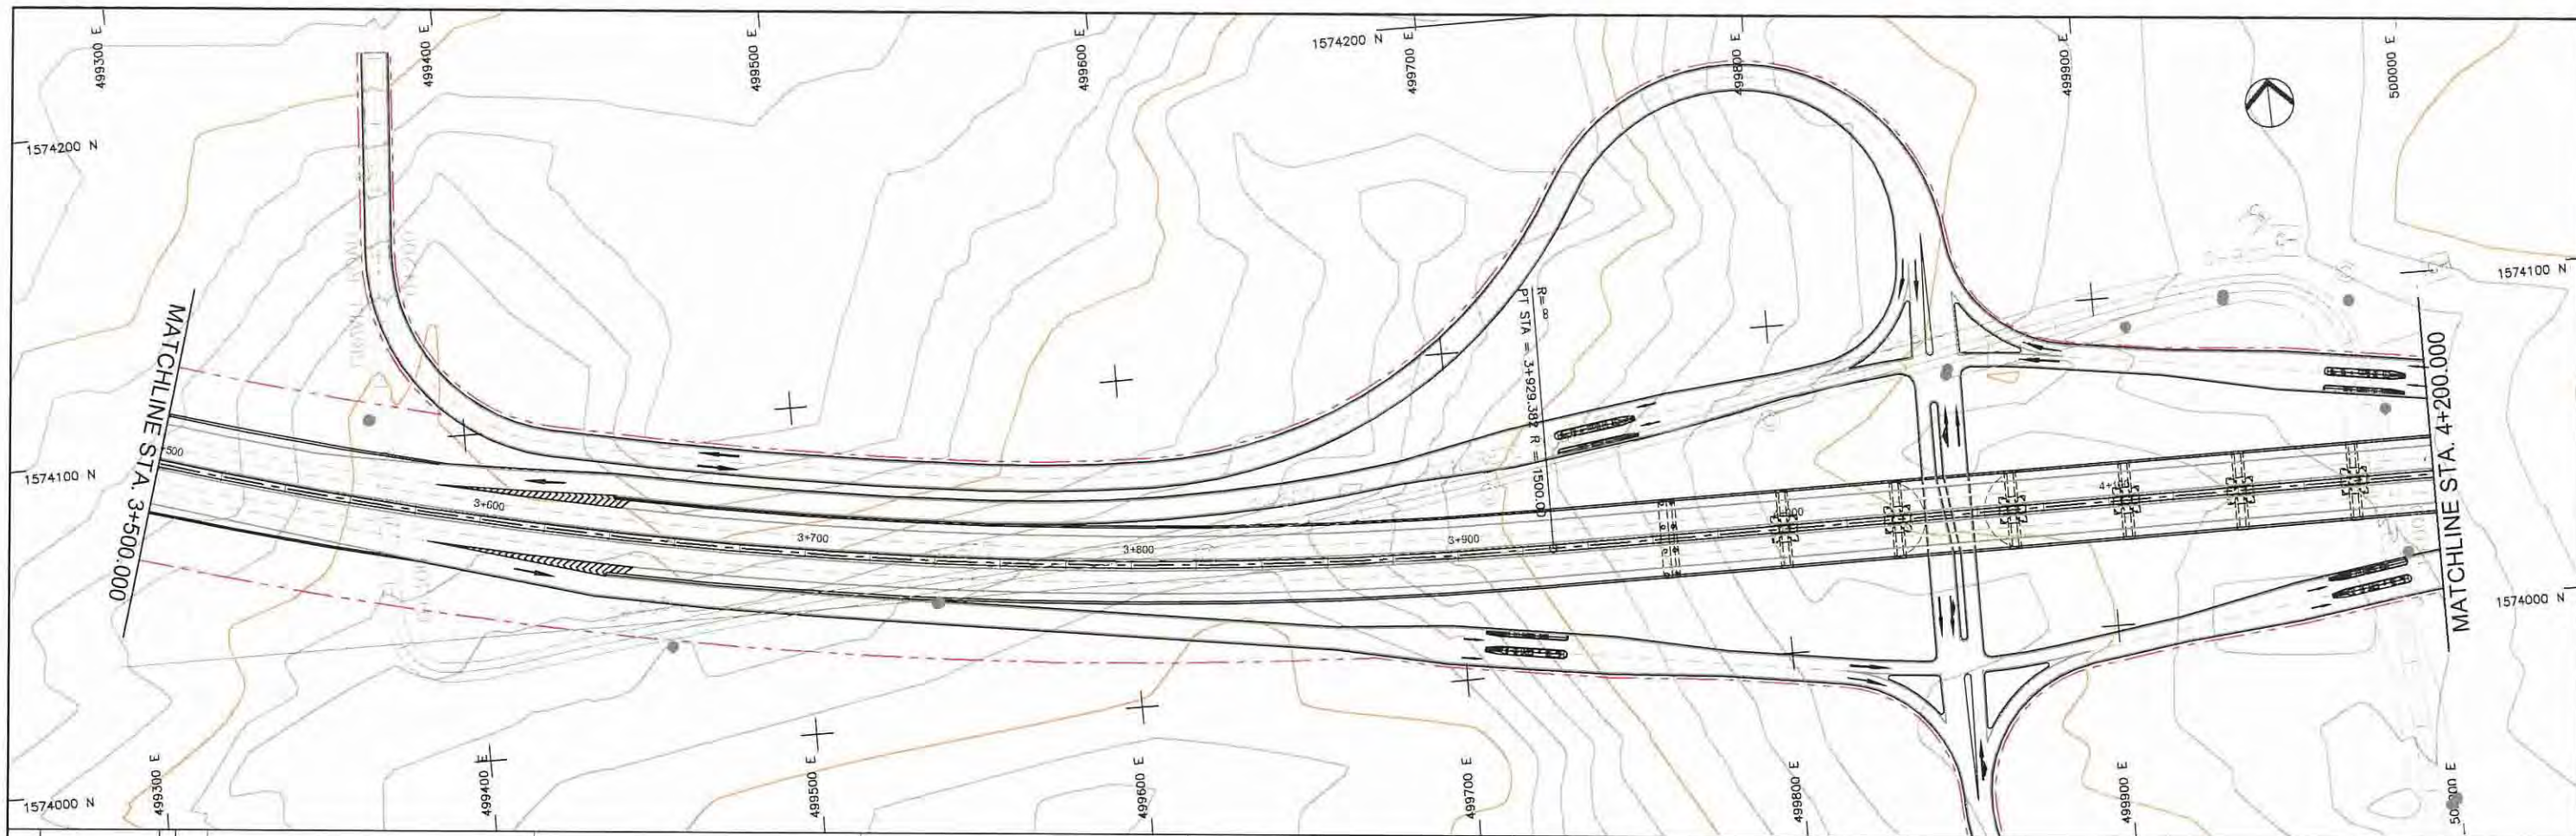 499300 E
499400 E
499500 E
499600 E
1574200 N
499700 E
499800 E
499900 E
500000 E
1574200 N
1574100 N
MATCHLINE STA. 3+500.000
R=∞
PT STA = 3+929.382 R =1500.00
MATCHLINE STA. 4+200.000
+500
1574100 N
3+600
3+700
3+800
3+900
1574000 N
1574000 N
499300 E
499400 E
499500 E
499600 E
499700 E
499800 E
499900 E